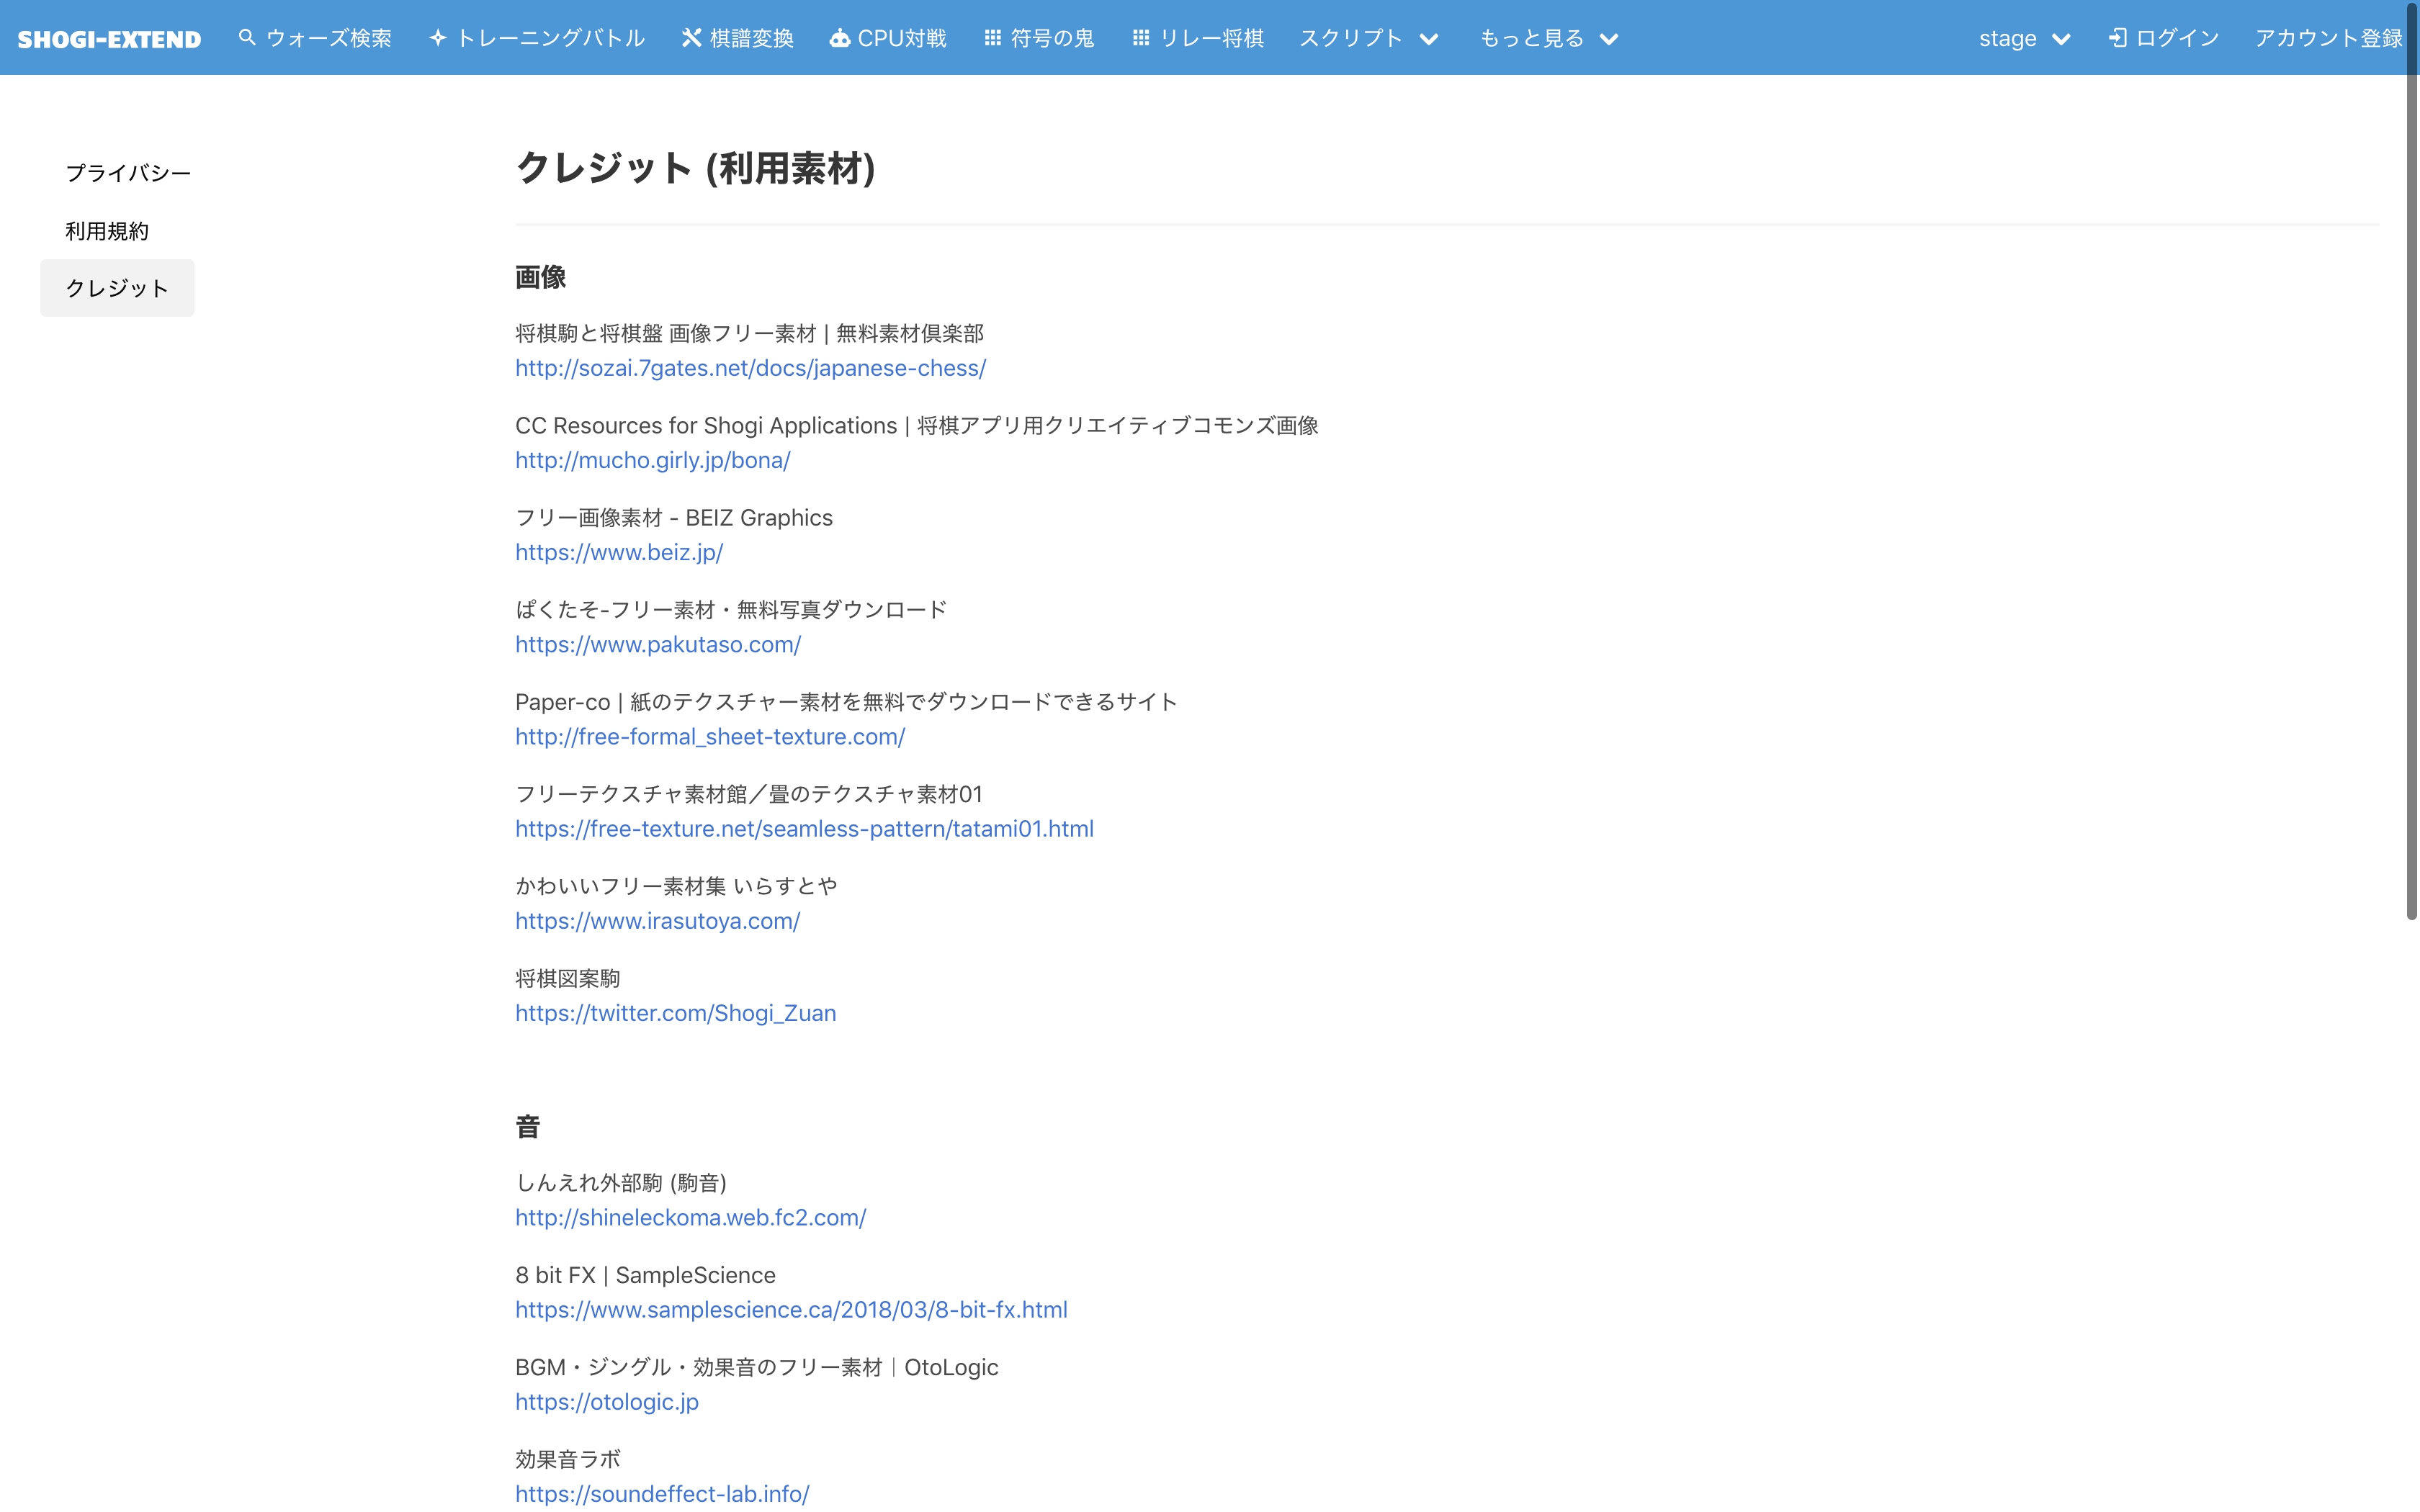 SHOGI-EXTEND ウォーズ検索 トレーニングバトル 棋譜変換 CPU対戦 符号の鬼 リレー将棋 スクリプト もっと見る stage ログイン アカウント登録
プライバシー
利用規約
クレジット
クレジット (利用素材)
画像
将棋駒と将棋盤 画像フリー素材 | 無料素材倶楽部
http://sozai.7gates.net/docs/japanese-chess/
CC Resources for Shogi Applications | 将棋アプリ用クリエイティブコモンズ画像
http://mucho.girly.jp/bona/
フリー画像素材 - BEIZ Graphics
https://www.beiz.jp/
ぱくたそ-フリー素材・無料写真ダウンロード
https://www.pakutaso.com/
Paper-co | 紙のテクスチャー素材を無料でダウンロードできるサイト
http://free-formal_sheet-texture.com/
フリーテクスチャ素材館／畳のテクスチャ素材01
https://free-texture.net/seamless-pattern/tatami01.html
かわいいフリー素材集 いらすとや
https://www.irasutoya.com/
将棋図案駒
https://twitter.com/Shogi_Zuan
音
しんえれ外部駒 (駒音)
http://shineleckoma.web.fc2.com/
8 bit FX | SampleScience
https://www.samplescience.ca/2018/03/8-bit-fx.html
BGM・ジングル・効果音のフリー素材｜OtoLogic
https://otologic.jp
効果音ラボ
https://soundeffect-lab.info/